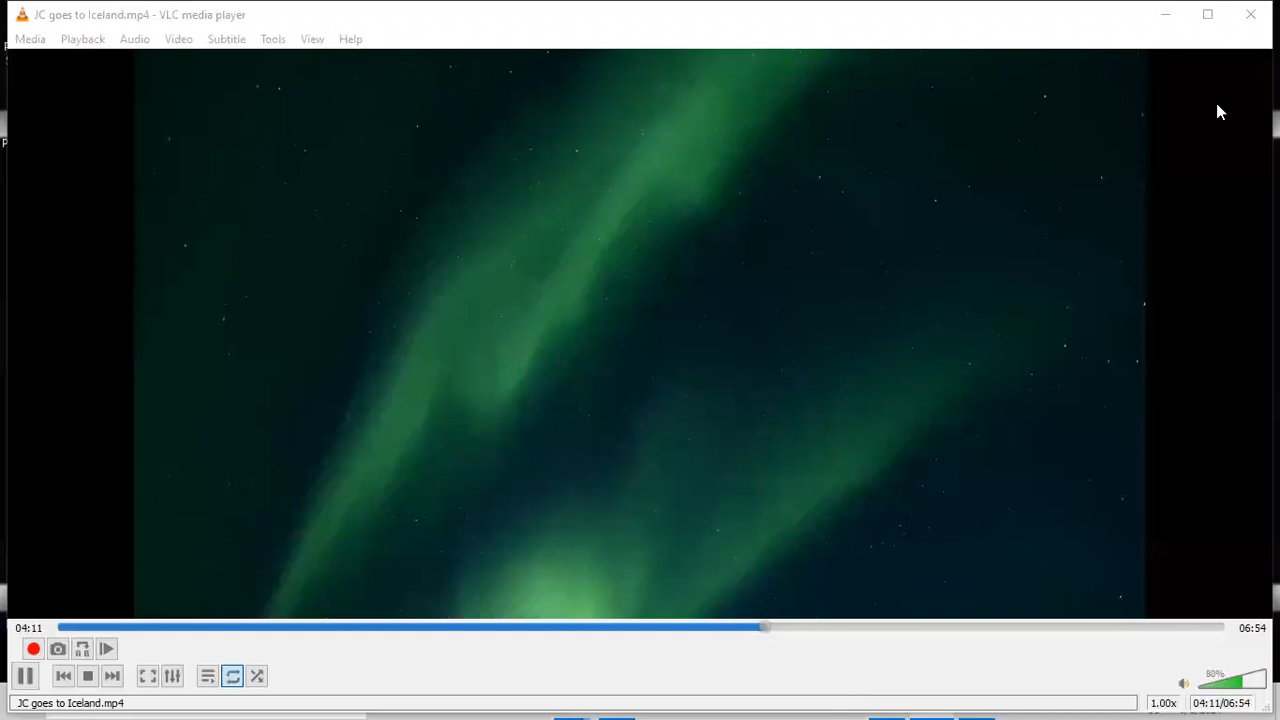 JC goes to Iceland.mp4 - VLC media player
Media Playback Audio Video Subtitle Tools View Help
04:11
06:54
AB
80%
JC goes to Iceland.mp4
1.00x
04:11/06:54